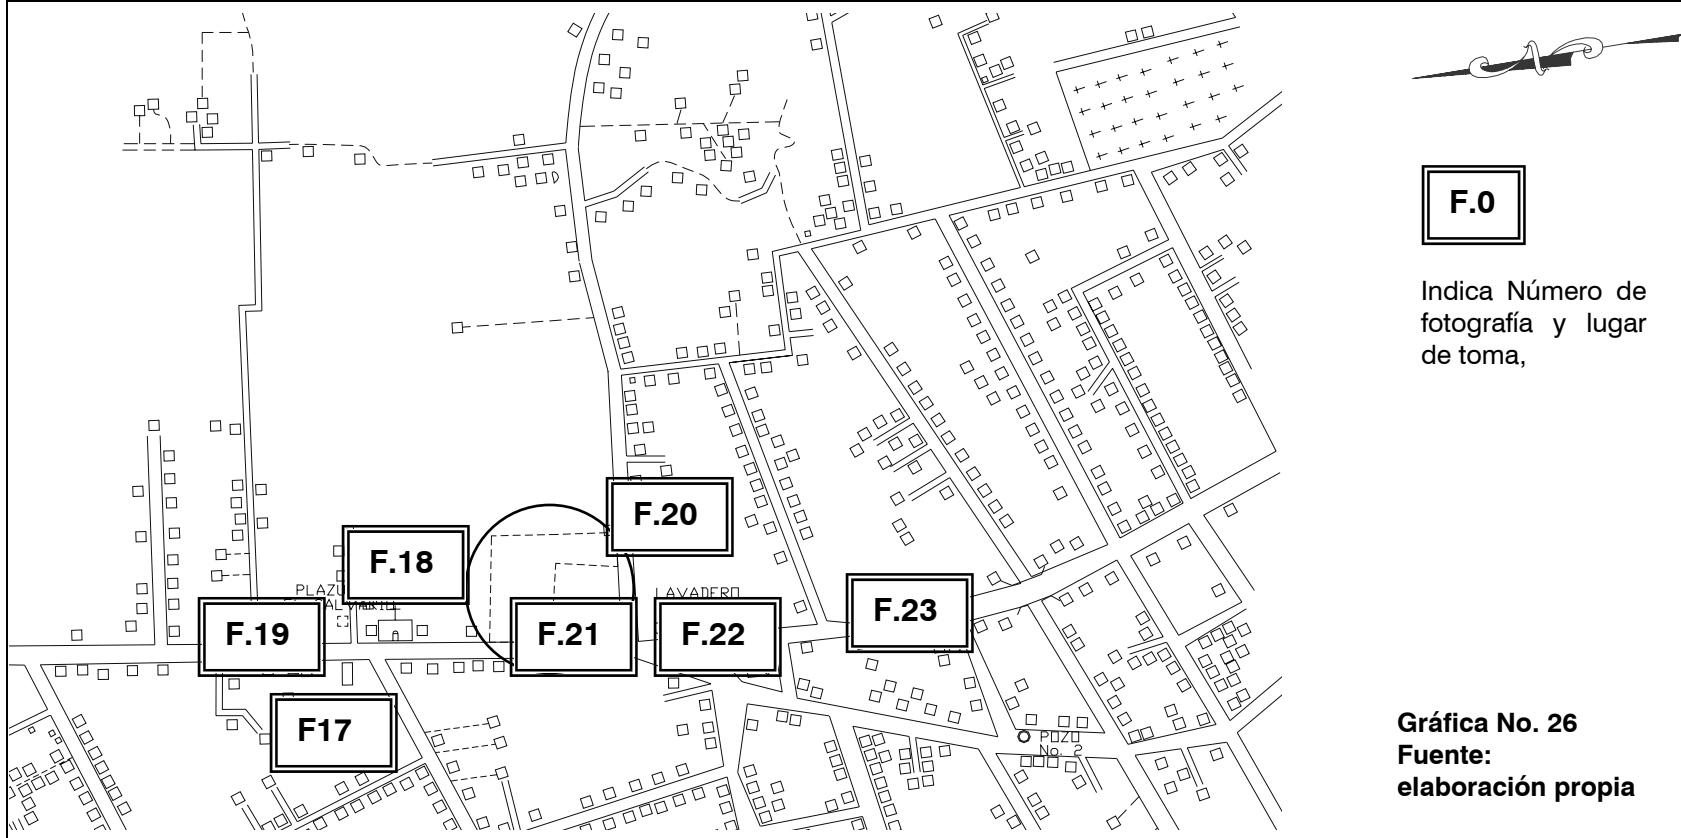 N
F.0
Indica Número de
fotografía y lugar
de toma,
F.20
F.18
LAVADERO
F.23
F.19
F.21
F.22
F17
POZO
No. 2
Gráfica No. 26
Fuente:
elaboración propia